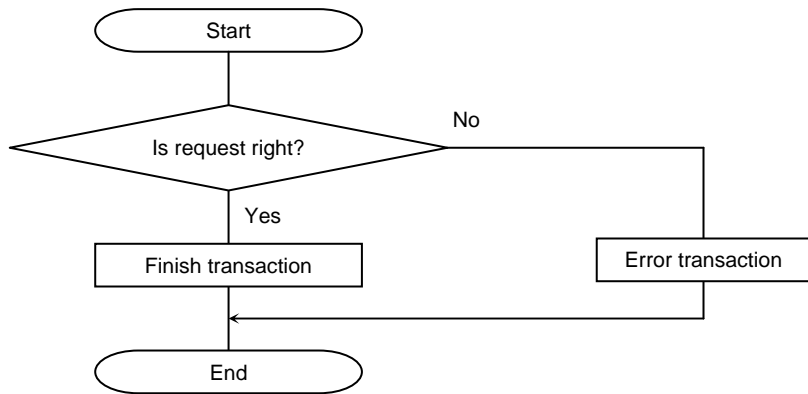 Start
Is request right?
No
Yes
Finish transaction
Error transaction
End